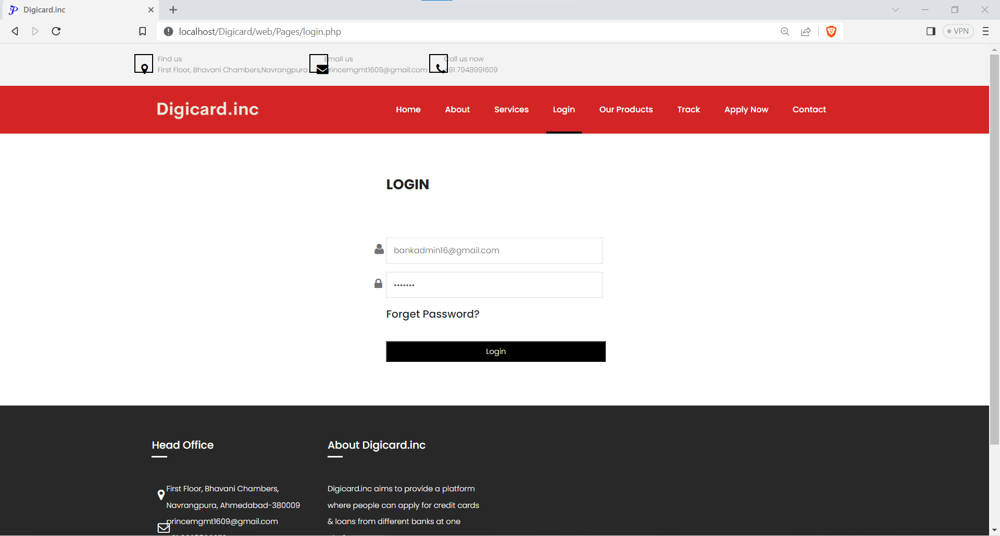 Digicard.inc
localhost/Digicard/web/Pages/login.php
VPN
Find us
First Floor, Bhavani Chambers,Navrangpura
Email us
princemgmt1609@gmail.com
Call us now
+91 7948991609
Digicard.inc
Home
About
Services
Login
Our Products
Track
Apply Now
Contact
LOGIN
bankadmin16@gmail.com
•••••••
Forget Password?
Login
Head Office
First Floor, Bhavani Chambers,
Navrangpura, Ahmedabad-380009
princemgmt1609@gmail.com
About Digicard.inc
Digicard.inc aims to provide a platform
where people can apply for credit cards
& loans from different banks at one